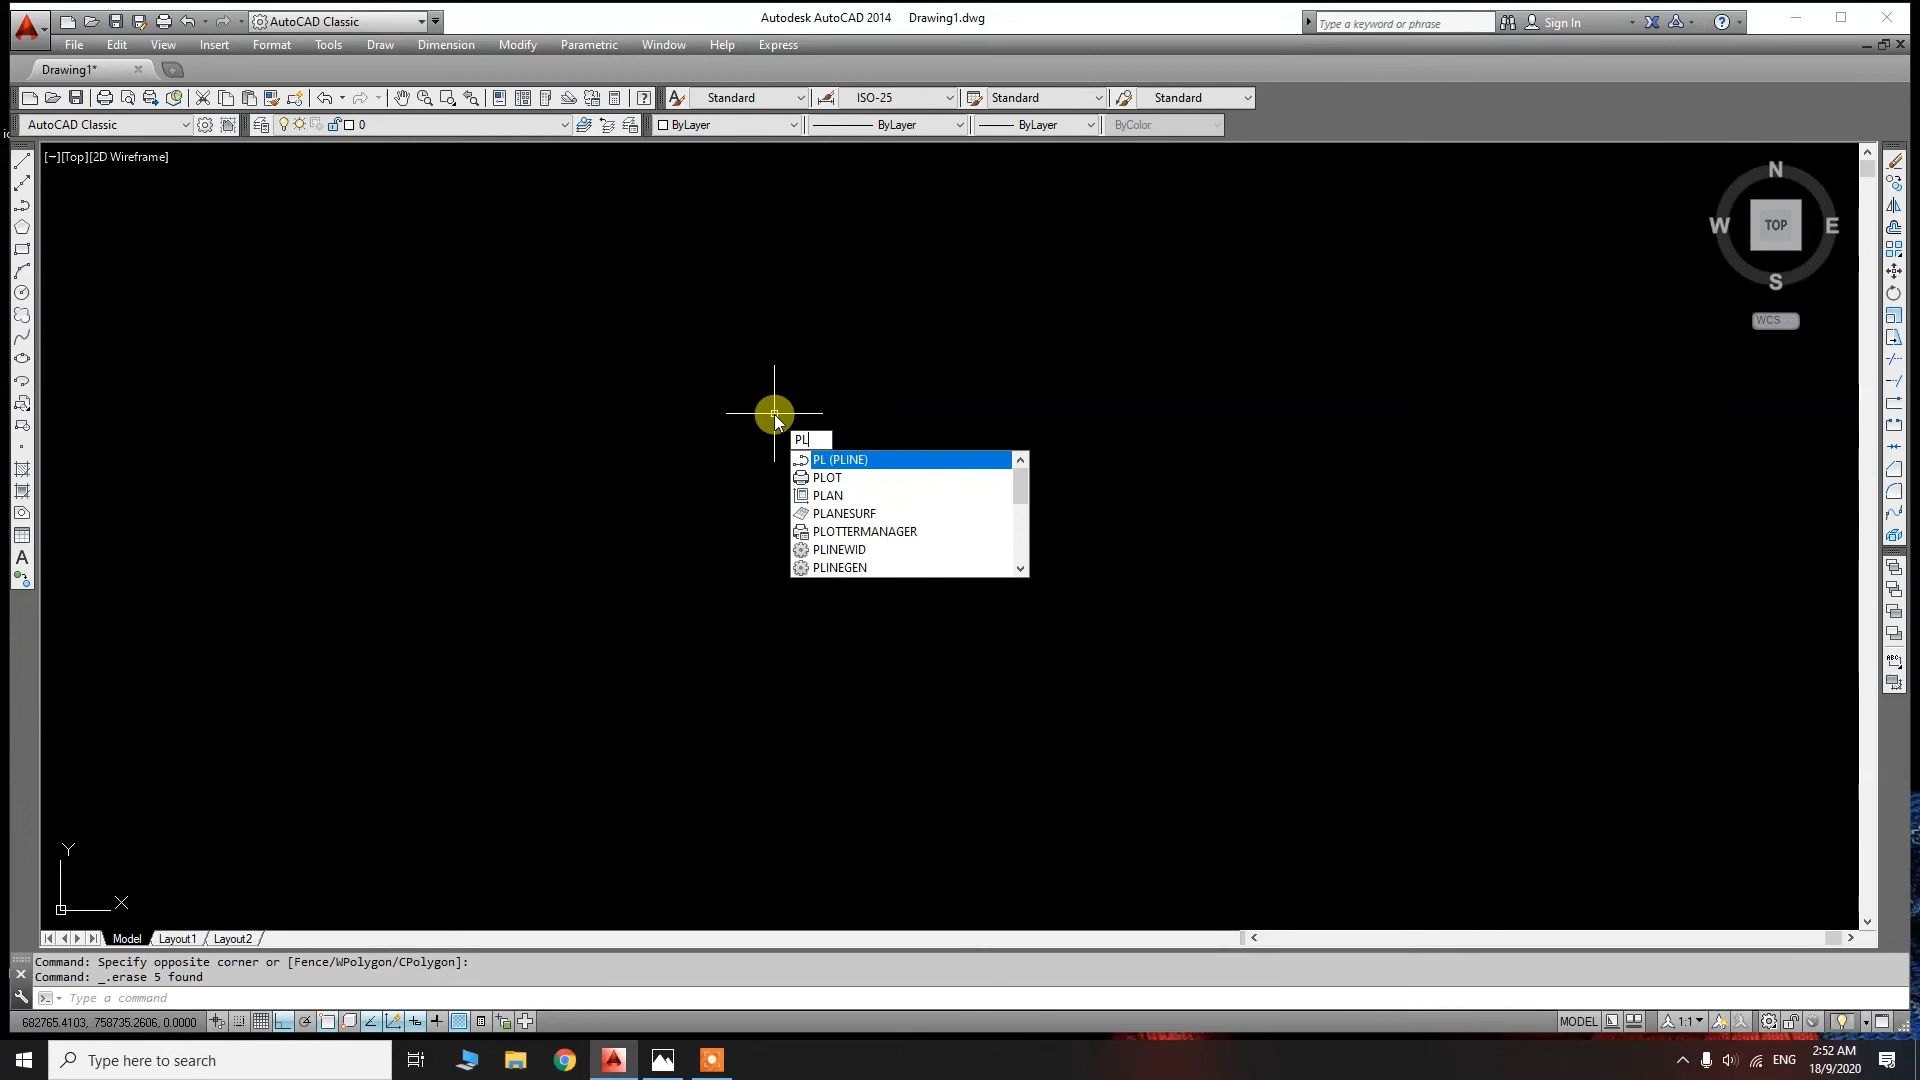 AutoCAD Classic
Autodesk AutoCAD 2014 Drawing1.dwg
Type a keyword or phrase
Sign In
File Edit View Insert Format Tools Draw Dimension Modify Parametric Window Help Express
Drawing1*
Standard ISO-25 Standard Standard
AutoCAD Classic 0 ByLayer ByLayer ByLayer ByColor
[−][Top][2D Wireframe]
N
W TOP E
S
WCS
PL
PL (PLINE)
PLOT
PLAN
PLANESURF
PLOTTERMANAGER
PLINEWID
PLINEGEN
A
ABC
Y
X
Model Layout1 Layout2
Command: Specify opposite corner or [Fence/WPolygon/CPolygon]:
Command: _.erase 5 found
Type a command
682765.4103, 758735.2606, 0.0000 MODEL 1:1
Type here to search ENG 2:52 AM
18/9/2020